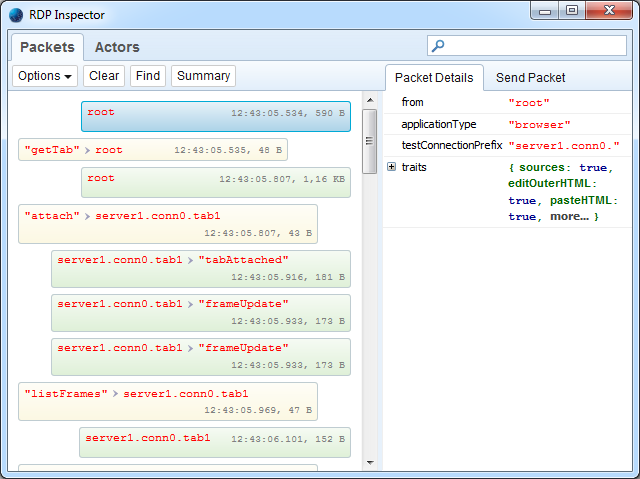 RDP Inspector
Packets Actors
Options Clear Find Summary
root 12:43:05.534, 590 B
"getTab" › root 12:43:05.535, 48 B
root 12:43:05.807, 1,16 KB
"attach" › server1.conn0.tab1
12:43:05.807, 43 B
server1.conn0.tab1 › "tabAttached"
12:43:05.916, 181 B
server1.conn0.tab1 › "frameUpdate"
12:43:05.933, 173 B
server1.conn0.tab1 › "frameUpdate"
12:43:05.933, 173 B
"listFrames" › server1.conn0.tab1
12:43:05.969, 47 B
server1.conn0.tab1 12:43:06.101, 152 B
Packet Details Send Packet
from "root"
applicationType "browser"
testConnectionPrefix "server1.conn0."
traits { sources: true,
editOuterHTML:
true, pasteHTML:
true, more... }